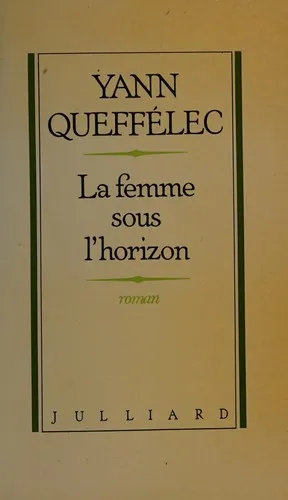 YANN
QUEFFÉLEC
La femme
sous
l'horizon
roman
JULLIARD